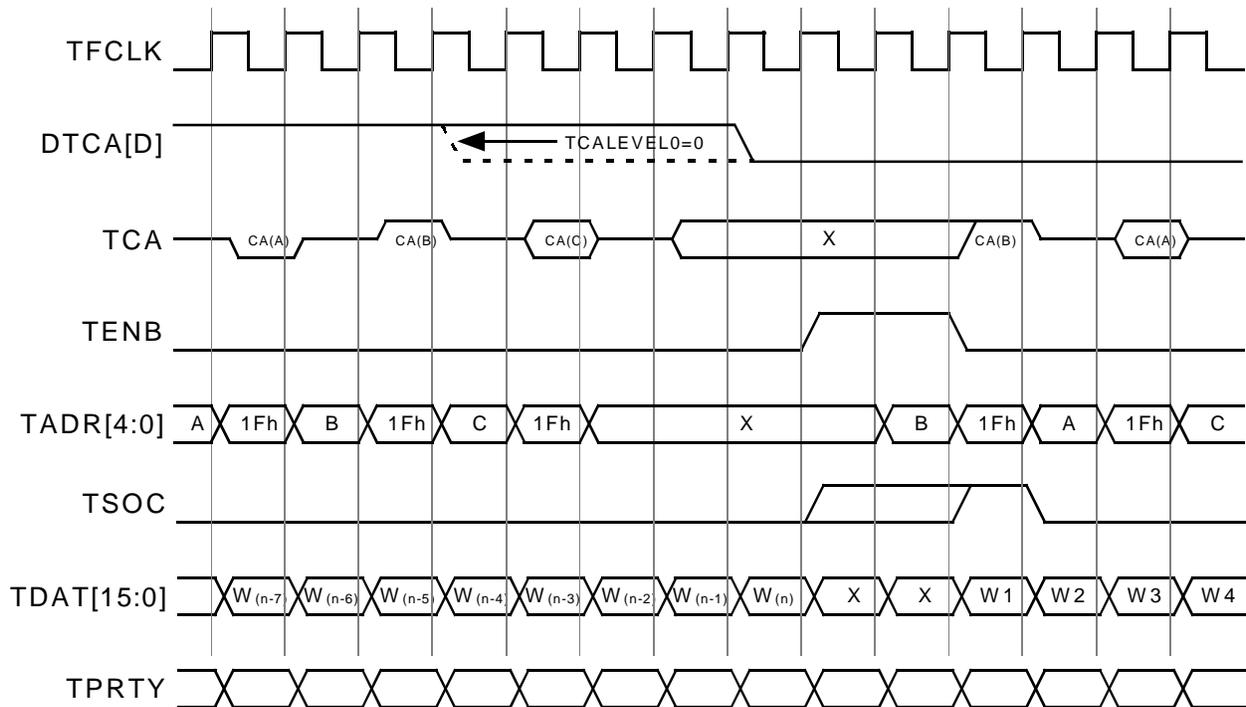 TFCLK
DTCA[D]
TCALEVEL0=0
TCA CA(A) CA(B) CA(C) X CA(B) CA(A)
TENB
TADR[4:0] A 1Fh B 1Fh C 1Fh X B 1Fh A 1Fh C
TSOC
TDAT[15:0] W(n-7) W(n-6) W(n-5) W(n-4) W(n-3) W(n-2) W(n-1) W(n) X X W1 W2 W3 W4
TPRTY